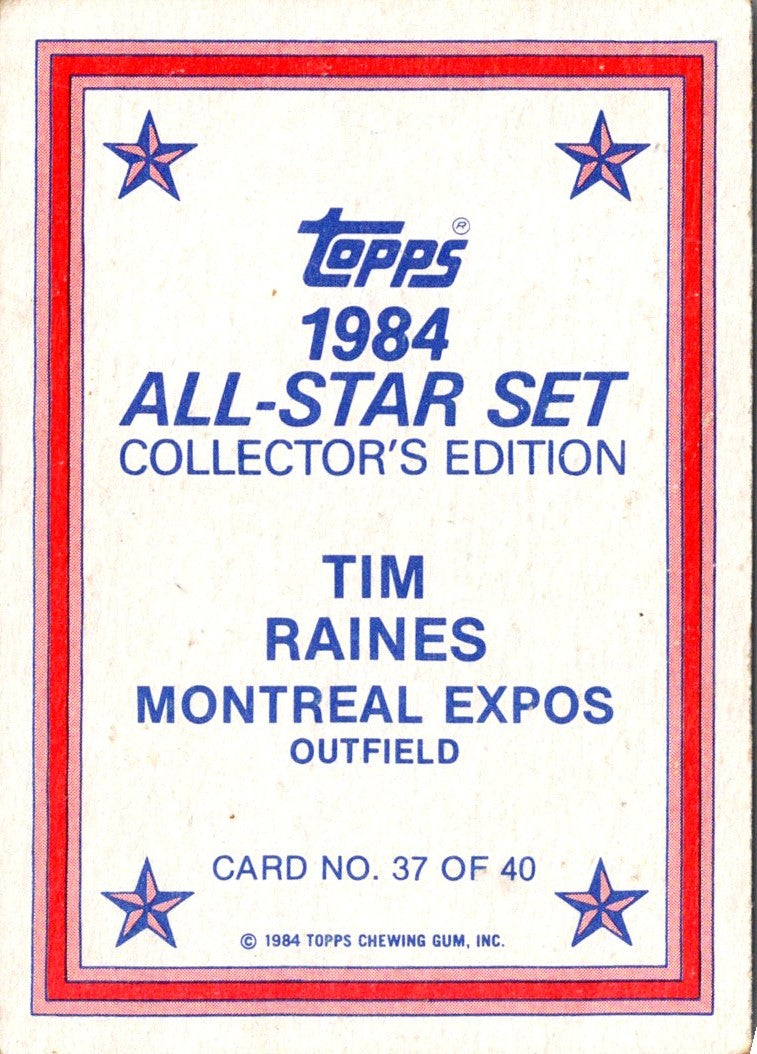 Topps ®
1984
ALL-STAR SET
COLLECTOR'S EDITION
TIM
RAINES
MONTREAL EXPOS
OUTFIELD
CARD NO. 37 OF 40
© 1984 TOPPS CHEWING GUM, INC.